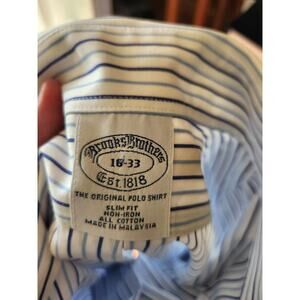 Brooks Brothers
16-33
Est. 1818
THE ORIGINAL POLO SHIRT
SLIM FIT
NON-IRON
ALL COTTON
MADE IN MALAYSIA